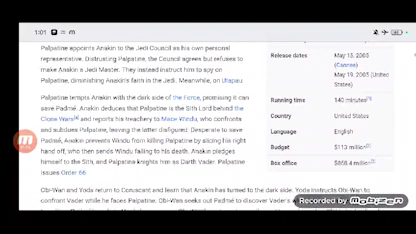 1:01
Palpatine appoints Anakin to the Jedi Council as his own personal
representative. Distrusting Palpatine, the Council agrees but refuses to
make Anakin a Jedi Master. They instead instruct him to spy on
Palpatine, diminishing Anakin's faith in the Jedi. Meanwhile, on Utapau
Palpatine tempts Anakin with the dark side of the Force, promising it can
save Padmé. Anakin deduces that Palpatine is the Sith Lord behind the
Clone Wars and reports his treachery to Mace Windu, who confronts
and subdues Palpatine, leaving the latter disfigured. Desperate to save
Padmé, Anakin prevents Windu from killing Palpatine by slicing his right
hand off, who then sends Windu falling to his death. Anakin pledges
himself to the Sith, and Palpatine knights him as Darth Vader. Palpatine
issues Order 66
Obi-Wan and Yoda return to Coruscant and learn that Anakin has turned to the dark side. Yoda instructs Obi-Wan to
confront Vader while he faces Palpatine. Obi-Wan seeks out Padmé to discover Vader's
Release dates
May 15, 2005
(Cannes)
May 19, 2005 (United
States)
Running time 140 minutes
Country United States
Language English
Budget $113 million
Box office $868.4 million
Recorded by
MOBIZEN